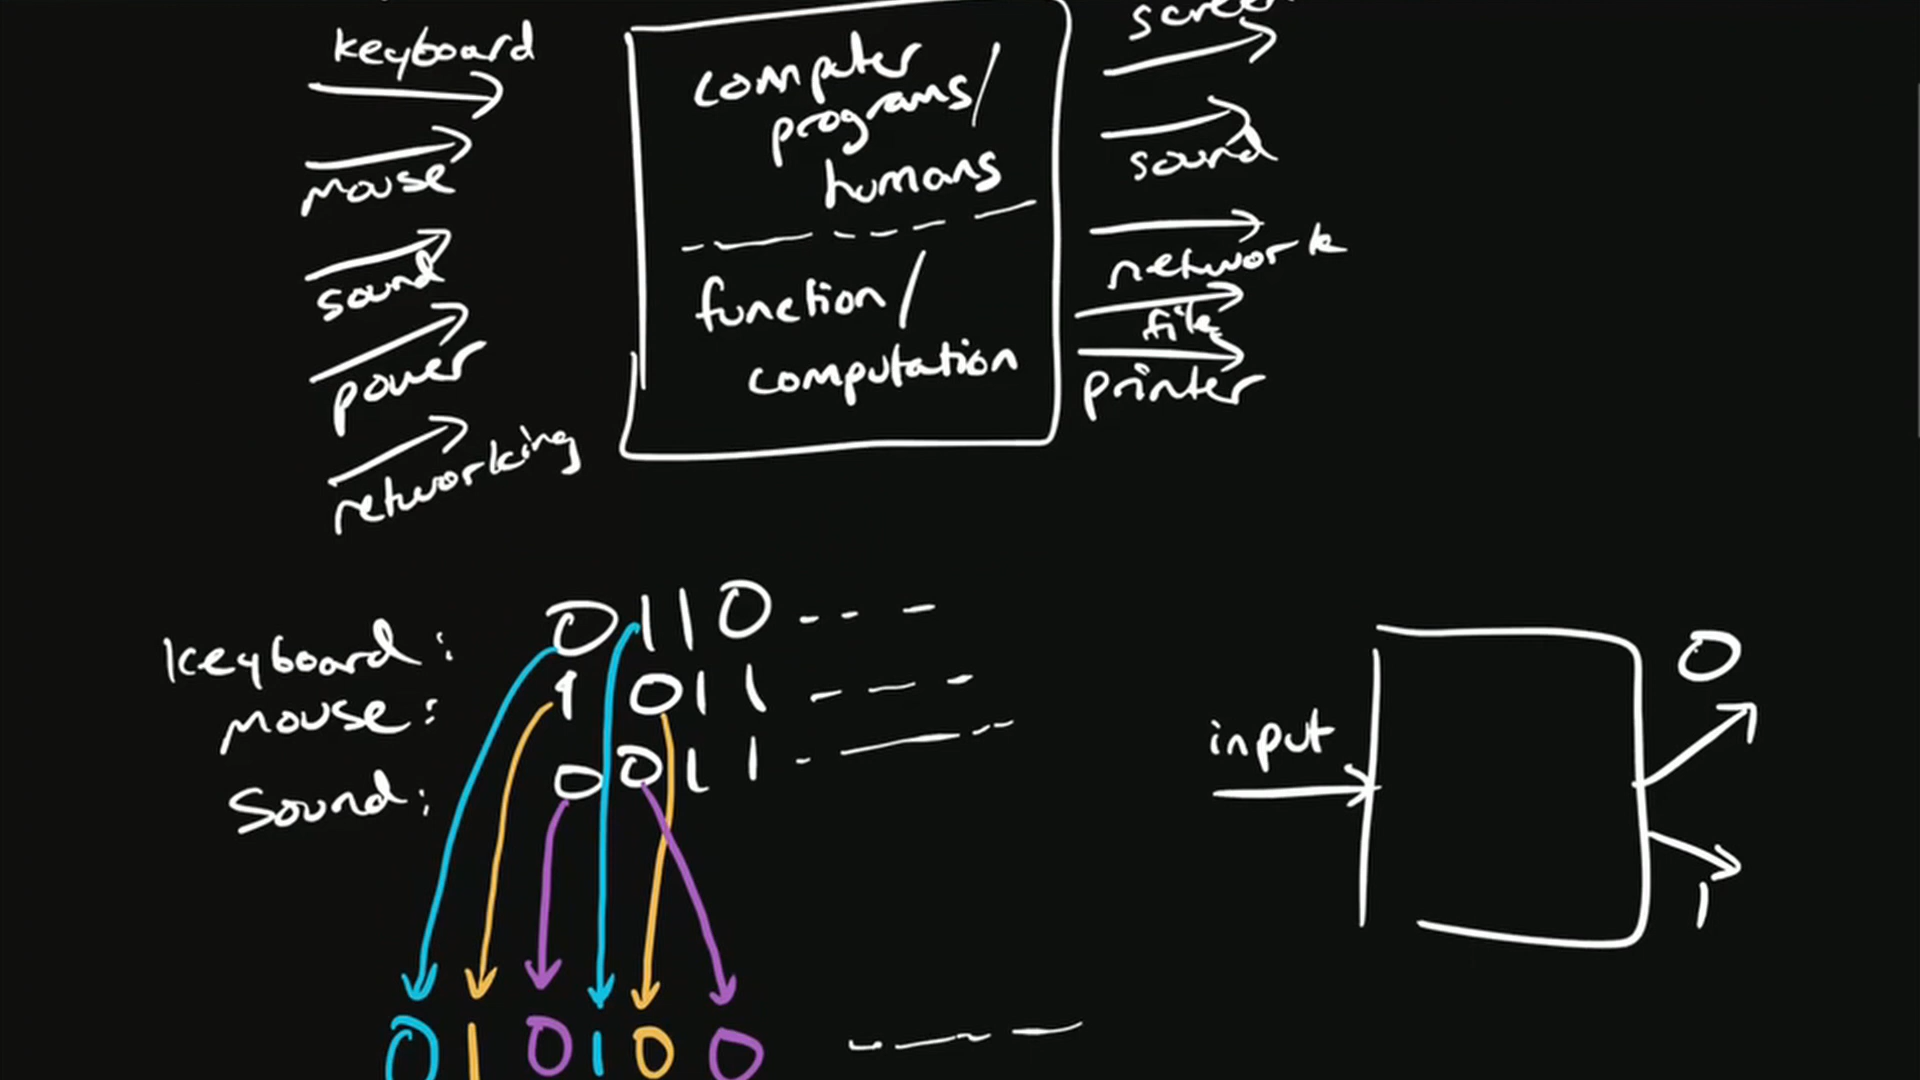 keyboard
mouse
sound
power
networking
computer
programs/
humans
function/
computation
screen
sound
network
file
printer
keyboard: 0110
mouse: 1011
Sound: 0011
010100
input
0
1